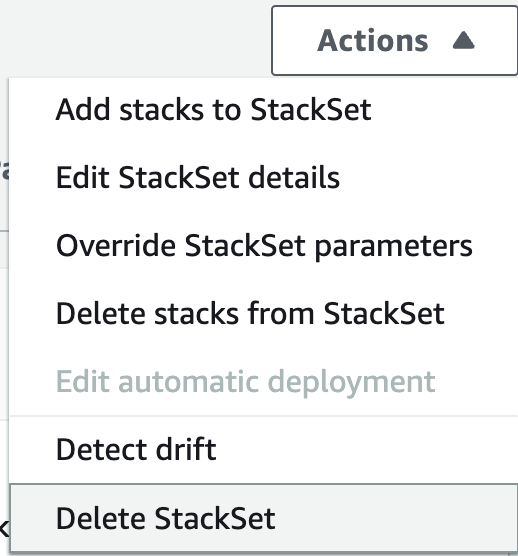 Actions
Add stacks to StackSet
Edit StackSet details
Override StackSet parameters
Delete stacks from StackSet
Edit automatic deployment
Detect drift
Delete StackSet